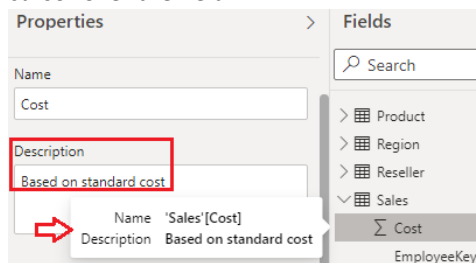 Properties
Name
Cost
Description
Based on standard cost
Name 'Sales'[Cost]
Description Based on standard cost
Fields
Search
Product
Region
Reseller
Sales
Cost
EmployeeKey